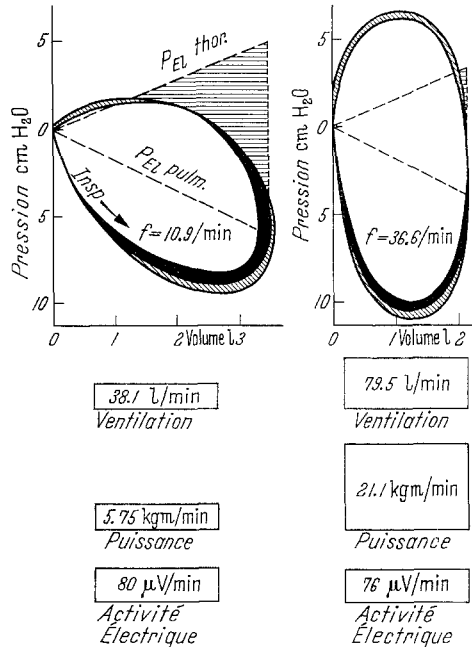 Pression cm H₂O
5
0
5
10
P_El thor.
P_El pulm.
Insp
f=10.9/min
0 1 2 Volume l. 3
Pression cm H₂O
5
0
5
10
f=36.6/min
0 1 Volume l 2
38.1 l/min
Ventilation
5.75 kgm/min
Puissance
80 µV/min
Activité
Électrique
79.5 l/min
Ventilation
21.1 kgm/min
Puissance
76 µV/min
Activité
Électrique